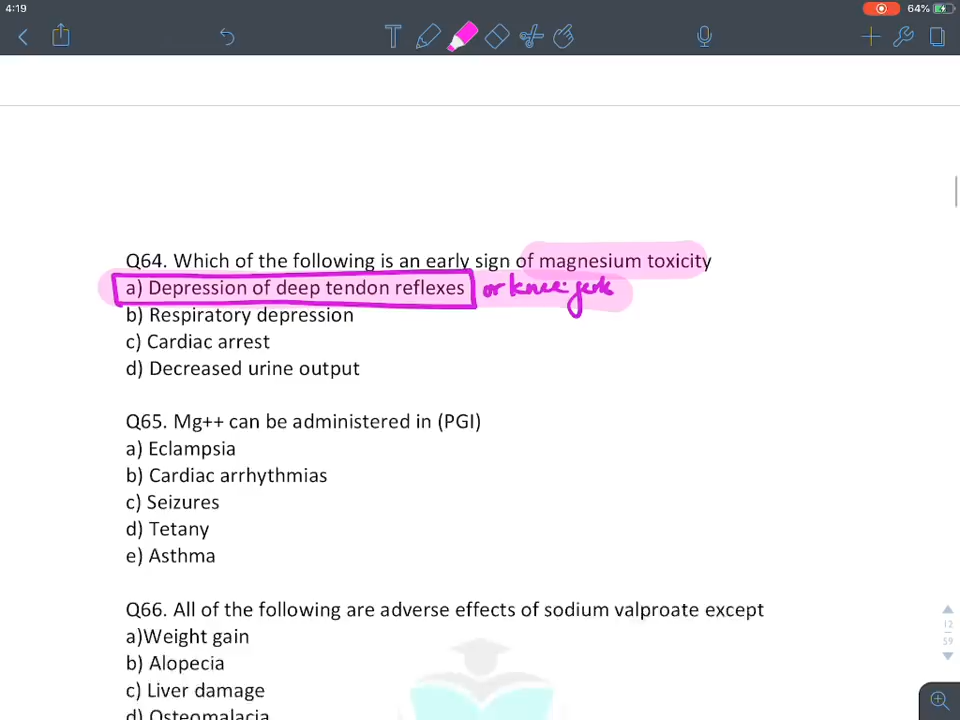 4:19
64%
T
Q64. Which of the following is an early sign of magnesium toxicity
a) Depression of deep tendon reflexes or knee jerk
b) Respiratory depression
c) Cardiac arrest
d) Decreased urine output
Q65. Mg++ can be administered in (PGI)
a) Eclampsia
b) Cardiac arrhythmias
c) Seizures
d) Tetany
e) Asthma
Q66. All of the following are adverse effects of sodium valproate except
a)Weight gain
b) Alopecia
c) Liver damage
d) Osteomalacia
12
59